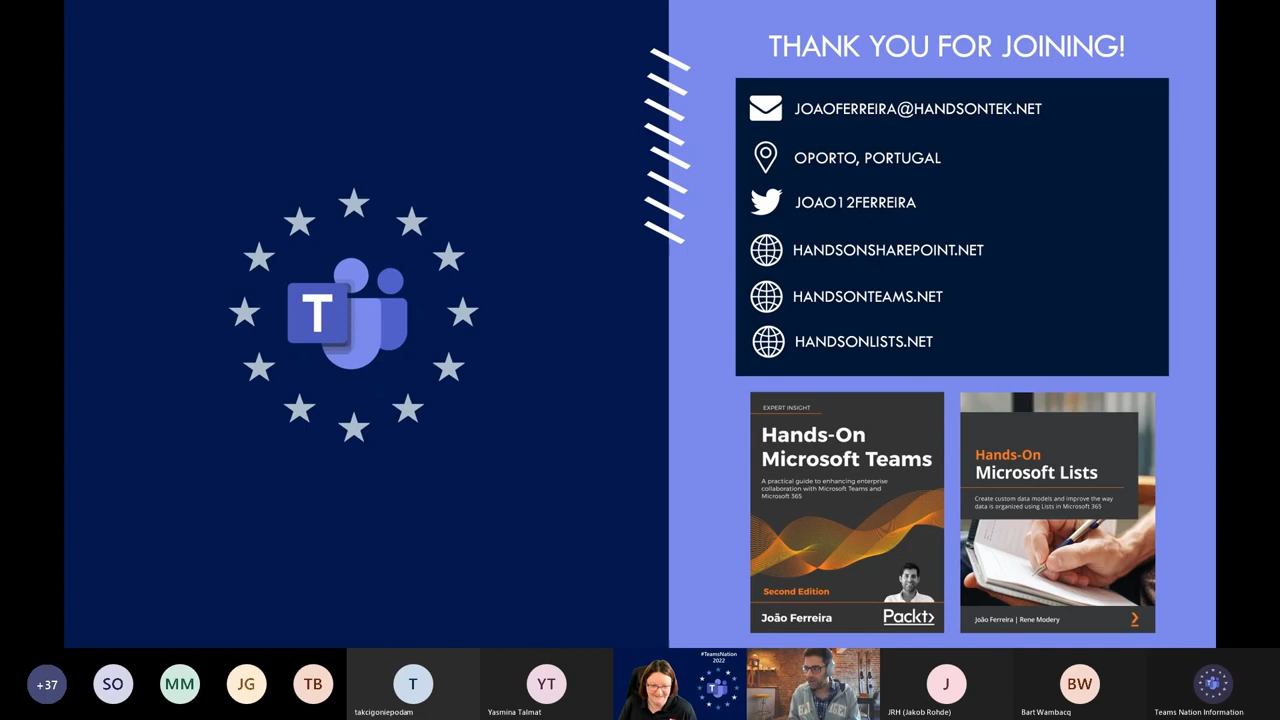 THANK YOU FOR JOINING!
JOAOFERREIRA@HANDSONTEK.NET
OPORTO, PORTUGAL
JOAO12FERREIRA
HANDSONSHAREPOINT.NET
HANDSONTEAMS.NET
HANDSONLISTS.NET
T
EXPERT INSIGHT
Hands-On
Microsoft Teams
A practical guide to enhancing enterprise
collaboration with Microsoft Teams and
Microsoft 365
Second Edition
João Ferreira
Packt>
Hands-On
Microsoft Lists
Create custom data models and improve the way
data is organized using Lists in Microsoft 365
João Ferreira | Rene Modery
+37
SO
MM
JG
TB
T
takcigoniepodam
YT
Yasmina Talmat
#TeamsNation
2022
J
JRH (Jakob Rohde)
BW
Bart Wambacq
Teams Nation Information